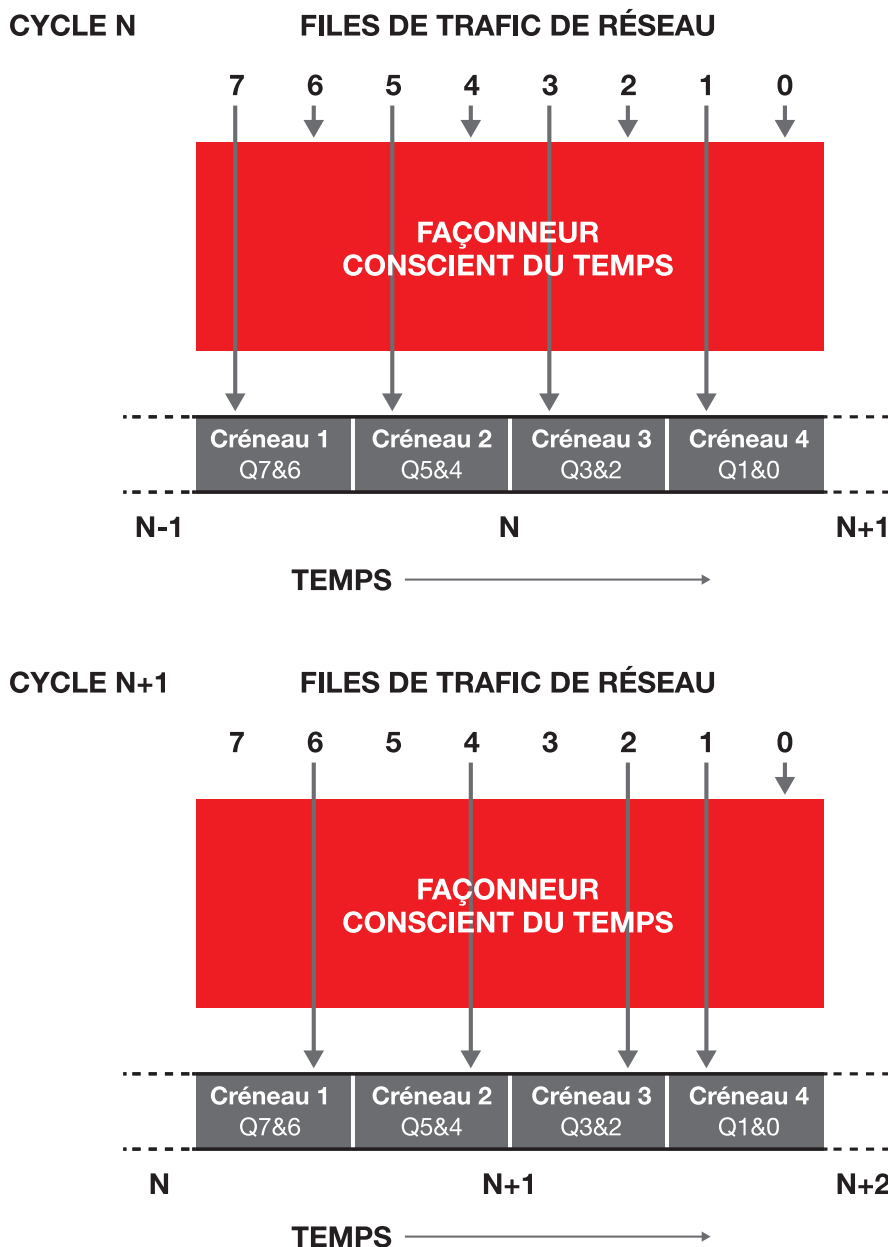 CYCLE N FILES DE TRAFIC DE RÉSEAU
7 6 5 4 3 2 1 0
FAÇONNEUR
CONSCIENT DU TEMPS
Créneau 1 Créneau 2 Créneau 3 Créneau 4
Q7&6 Q5&4 Q3&2 Q1&0
N-1 N N+1
TEMPS
CYCLE N+1 FILES DE TRAFIC DE RÉSEAU
7 6 5 4 3 2 1 0
FAÇONNEUR
CONSCIENT DU TEMPS
Créneau 1 Créneau 2 Créneau 3 Créneau 4
Q7&6 Q5&4 Q3&2 Q1&0
N N+1 N+2
TEMPS